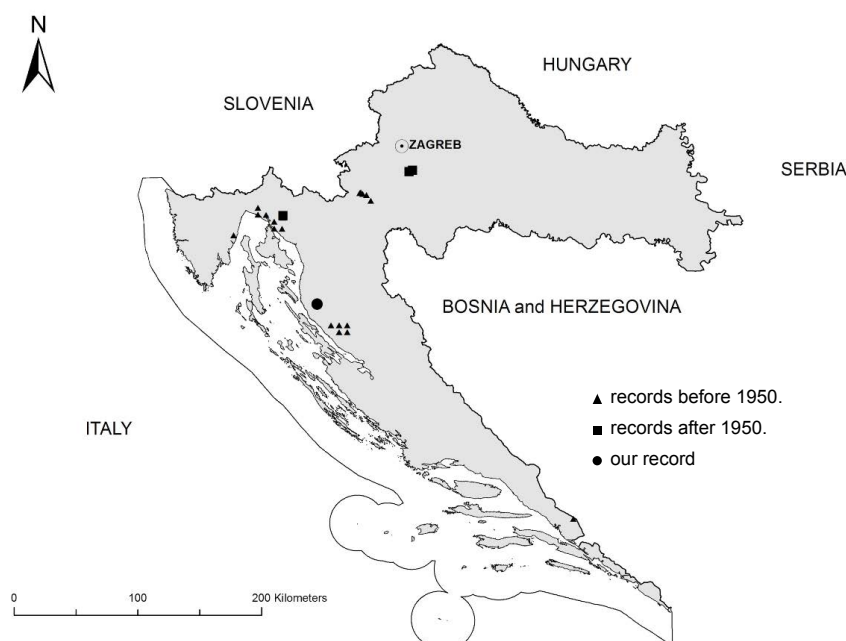 N
HUNGARY
SLOVENIA
ZAGREB
SERBIA
BOSNIA and HERZEGOVINA
▲ records before 1950.
■ records after 1950.
ITALY
● our record
0 100 200 Kilometers